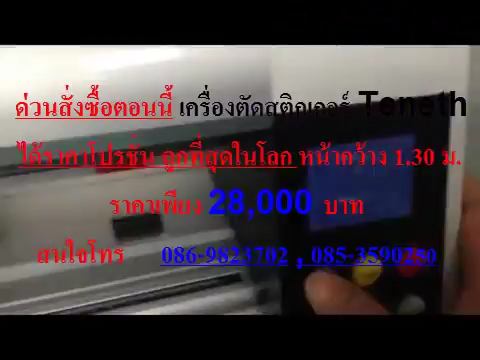 ด่วนสั่งซื้อตอนนี้ เครื่องตัดสติกเกอร์ Teneth
ได้ราคาโปรชั่น ถูกที่สุดในโลก หน้ากว้าง 1.30 ม.
ราคาเพียง 28,000 บาท
สนใจโทร 086-9823702 , 085-3590250